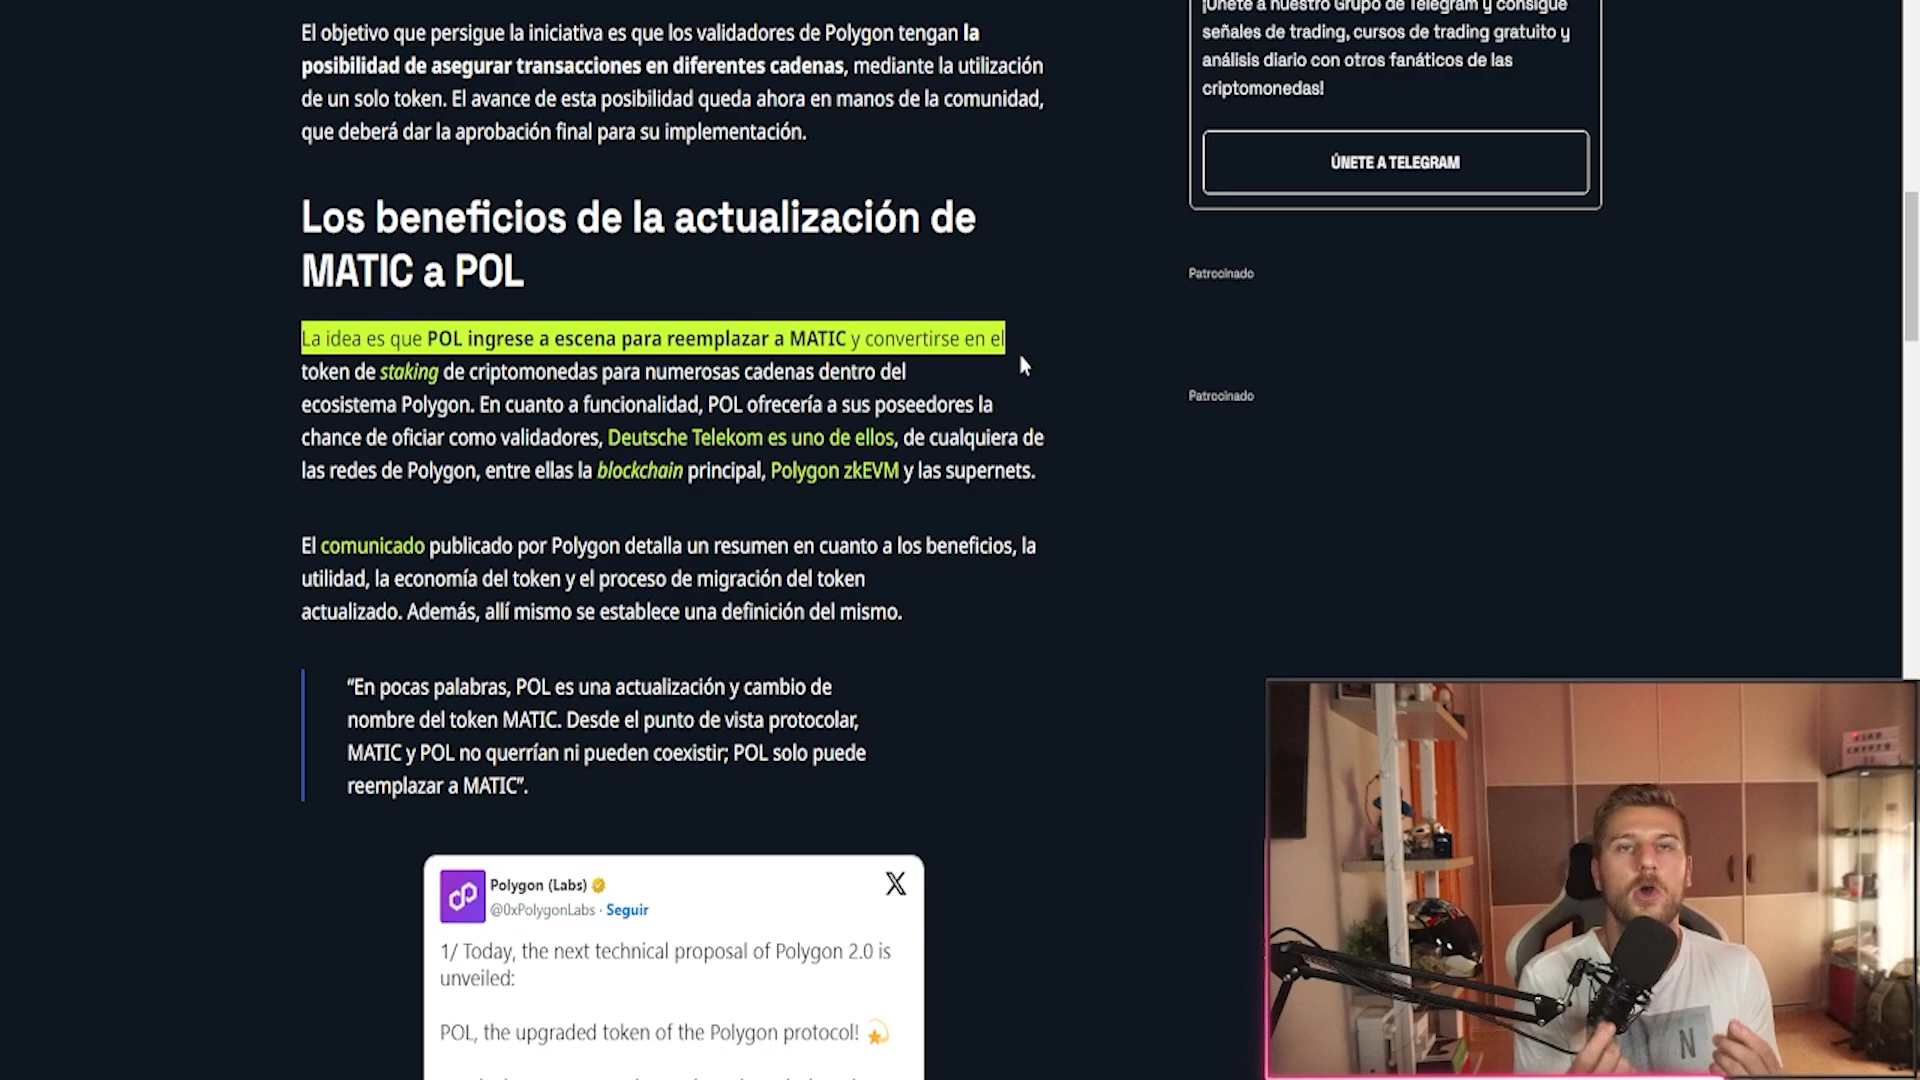 El objetivo que persigue la iniciativa es que los validadores de Polygon tengan la
posibilidad de asegurar transacciones en diferentes cadenas, mediante la utilización
de un solo token. El avance de esta posibilidad queda ahora en manos de la comunidad,
que deberá dar la aprobación final para su implementación.
Los beneficios de la actualización de
MATIC a POL
La idea es que POL ingrese a escena para reemplazar a MATIC y convertirse en el
token de staking de criptomonedas para numerosas cadenas dentro del
ecosistema Polygon. En cuanto a funcionalidad, POL ofrecería a sus poseedores la
chance de oficiar como validadores, Deutsche Telekom es uno de ellos, de cualquiera de
las redes de Polygon, entre ellas la blockchain principal, Polygon zkEVM y las supernets.
El comunicado publicado por Polygon detalla un resumen en cuanto a los beneficios, la
utilidad, la economía del token y el proceso de migración del token
actualizado. Además, allí mismo se establece una definición del mismo.
“En pocas palabras, POL es una actualización y cambio de
nombre del token MATIC. Desde el punto de vista protocolar,
MATIC y POL no querrían ni pueden coexistir; POL solo puede
reemplazar a MATIC”.
Polygon (Labs)
@0xPolygonLabs · Seguir
1/ Today, the next technical proposal of Polygon 2.0 is
unveiled:
POL, the upgraded token of the Polygon protocol!
¡Únete a nuestro Grupo de Telegram y consigue
señales de trading, cursos de trading gratuito y
análisis diario con otros fanáticos de las
criptomonedas!
ÚNETE A TELEGRAM
Patrocinado
Patrocinado
N